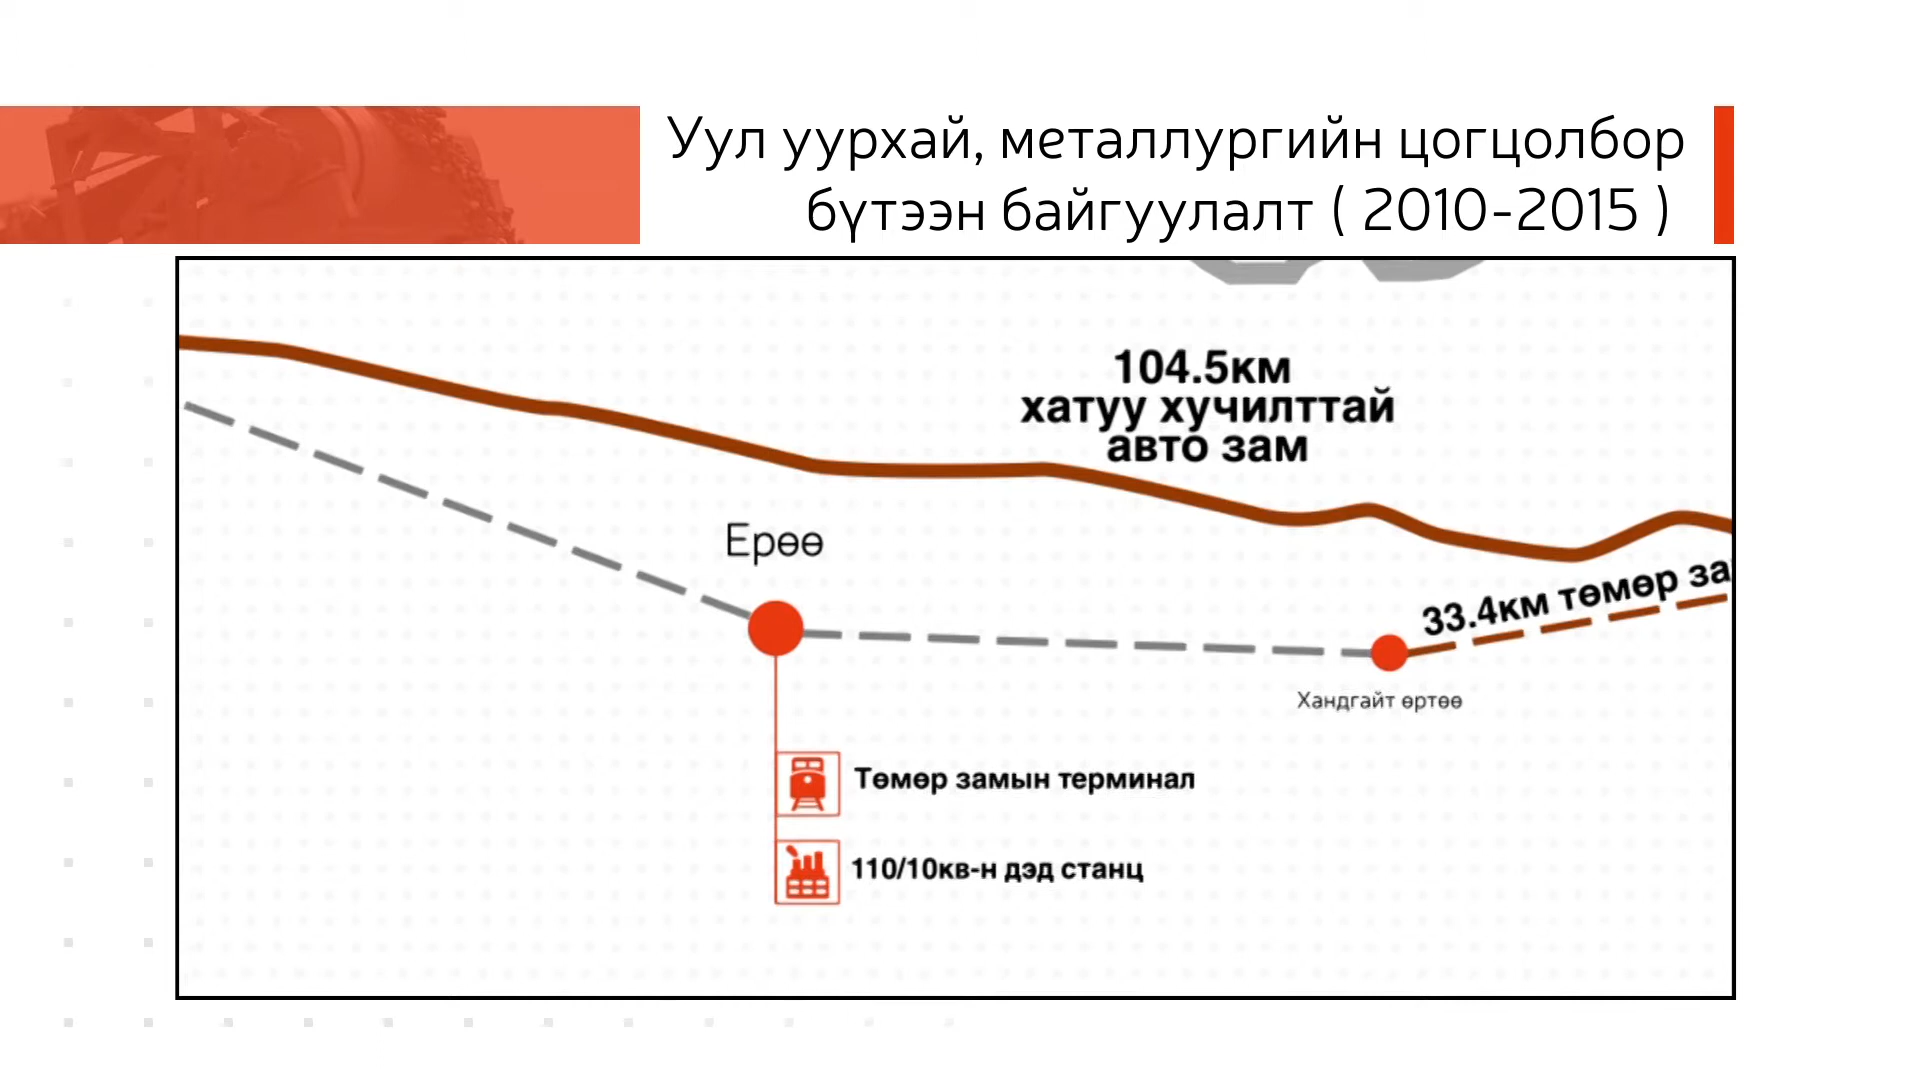 Уул уурхай, металлургийн цогцолбор
бүтээн байгуулалт ( 2010-2015 )
104.5км
хатуу хучилттай
авто зам
Ерөө
33.4км төмөр
Хандгайт өртөө
Төмөр замын терминал
110/10кв-н дэд станц